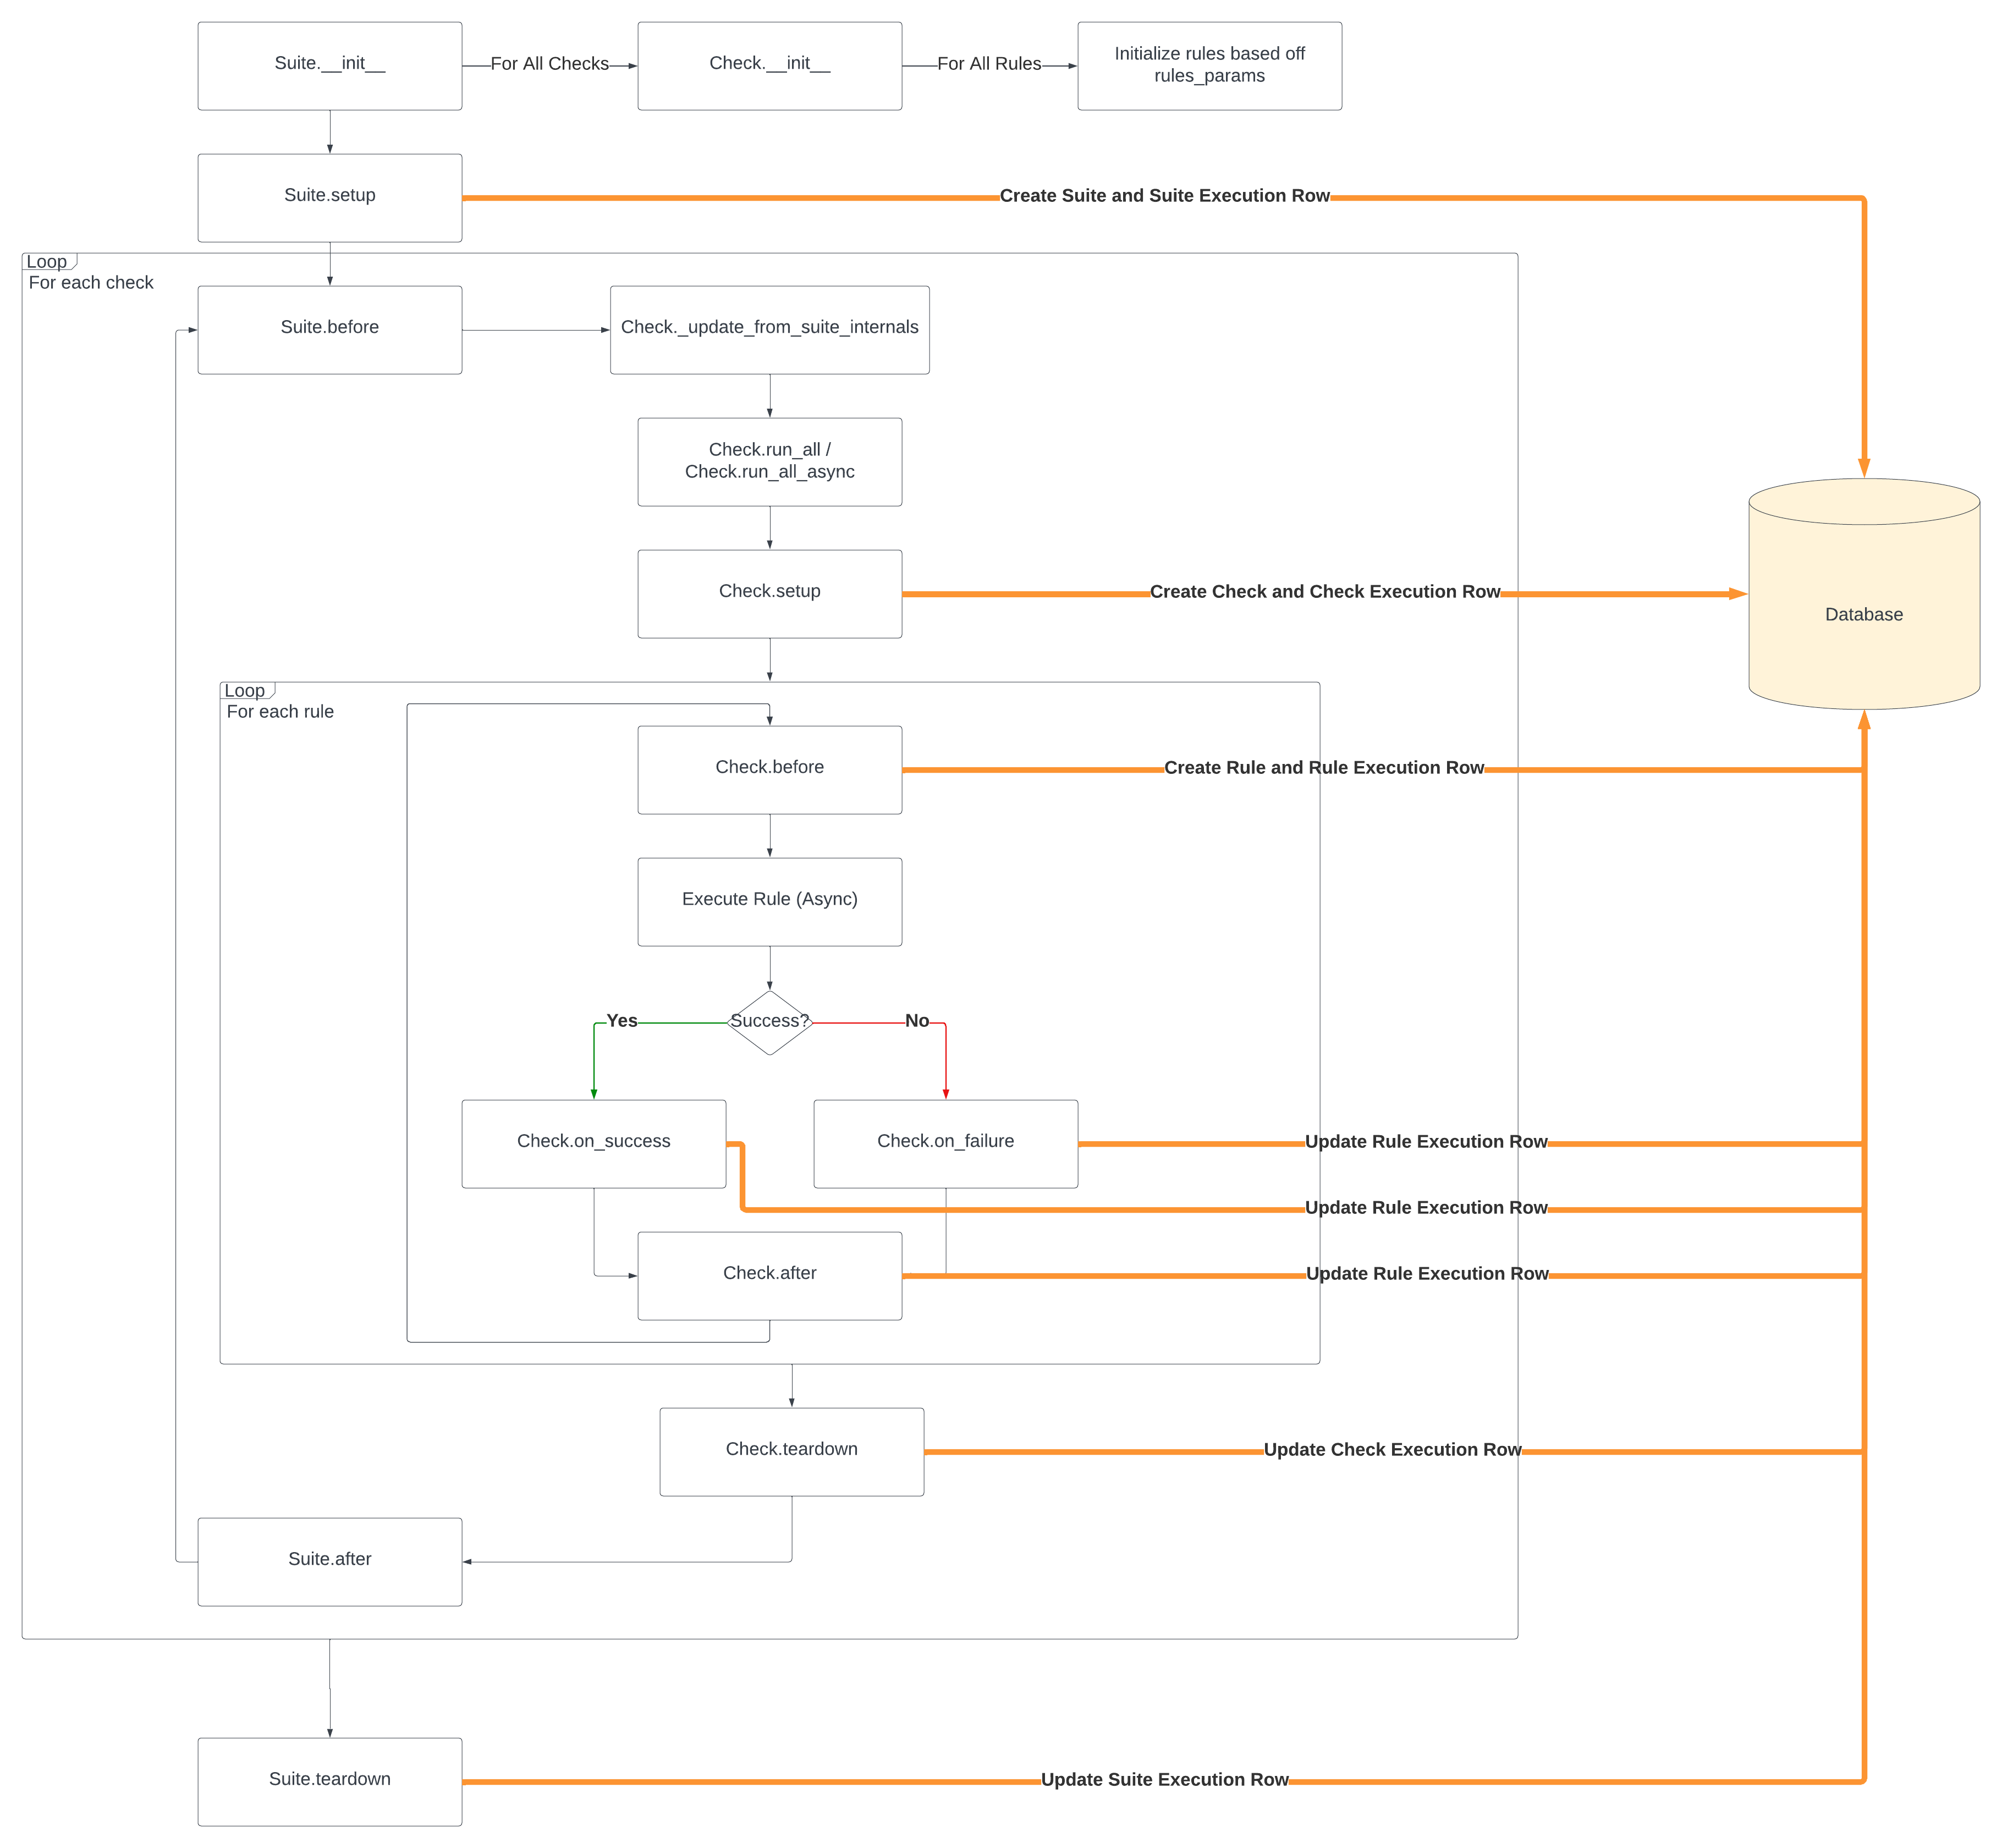 Suite.__init__
For All Checks
Check.__init__
For All Rules
Initialize rules based off
rules_params
Suite.setup
Create Suite and Suite Execution Row
Loop
For each check
Suite.before
Check._update_from_suite_internals
Check.run_all /
Check.run_all_async
Check.setup
Create Check and Check Execution Row
Database
Loop
For each rule
Check.before
Create Rule and Rule Execution Row
Execute Rule (Async)
Success?
Yes
No
Check.on_success
Check.on_failure
Update Rule Execution Row
Update Rule Execution Row
Check.after
Update Rule Execution Row
Check.teardown
Update Check Execution Row
Suite.after
Suite.teardown
Update Suite Execution Row